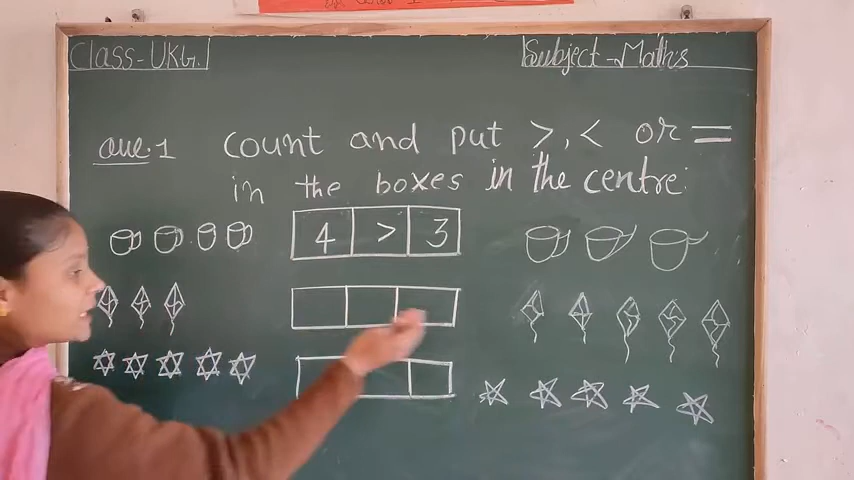 Class-UKG.
Subject-Maths
Que.1 count and put >, < or =
in the boxes in the centre:
4 > 3